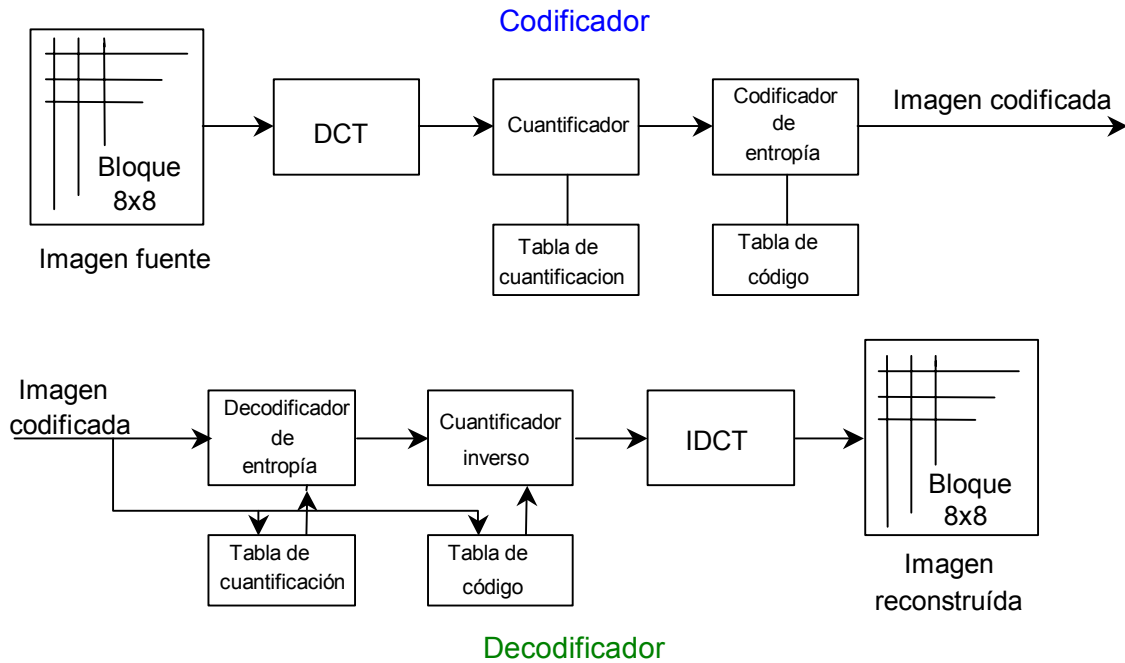 Codificador
Bloque
8x8
Imagen fuente
DCT
Cuantificador
Tabla de
cuantificacion
Codificador
de
entropía
Tabla de
código
Imagen codificada
Imagen
codificada
Decodificador
de
entropía
Tabla de
cuantificación
Cuantificador
inverso
Tabla de
código
IDCT
Bloque
8x8
Imagen
reconstruída
Decodificador